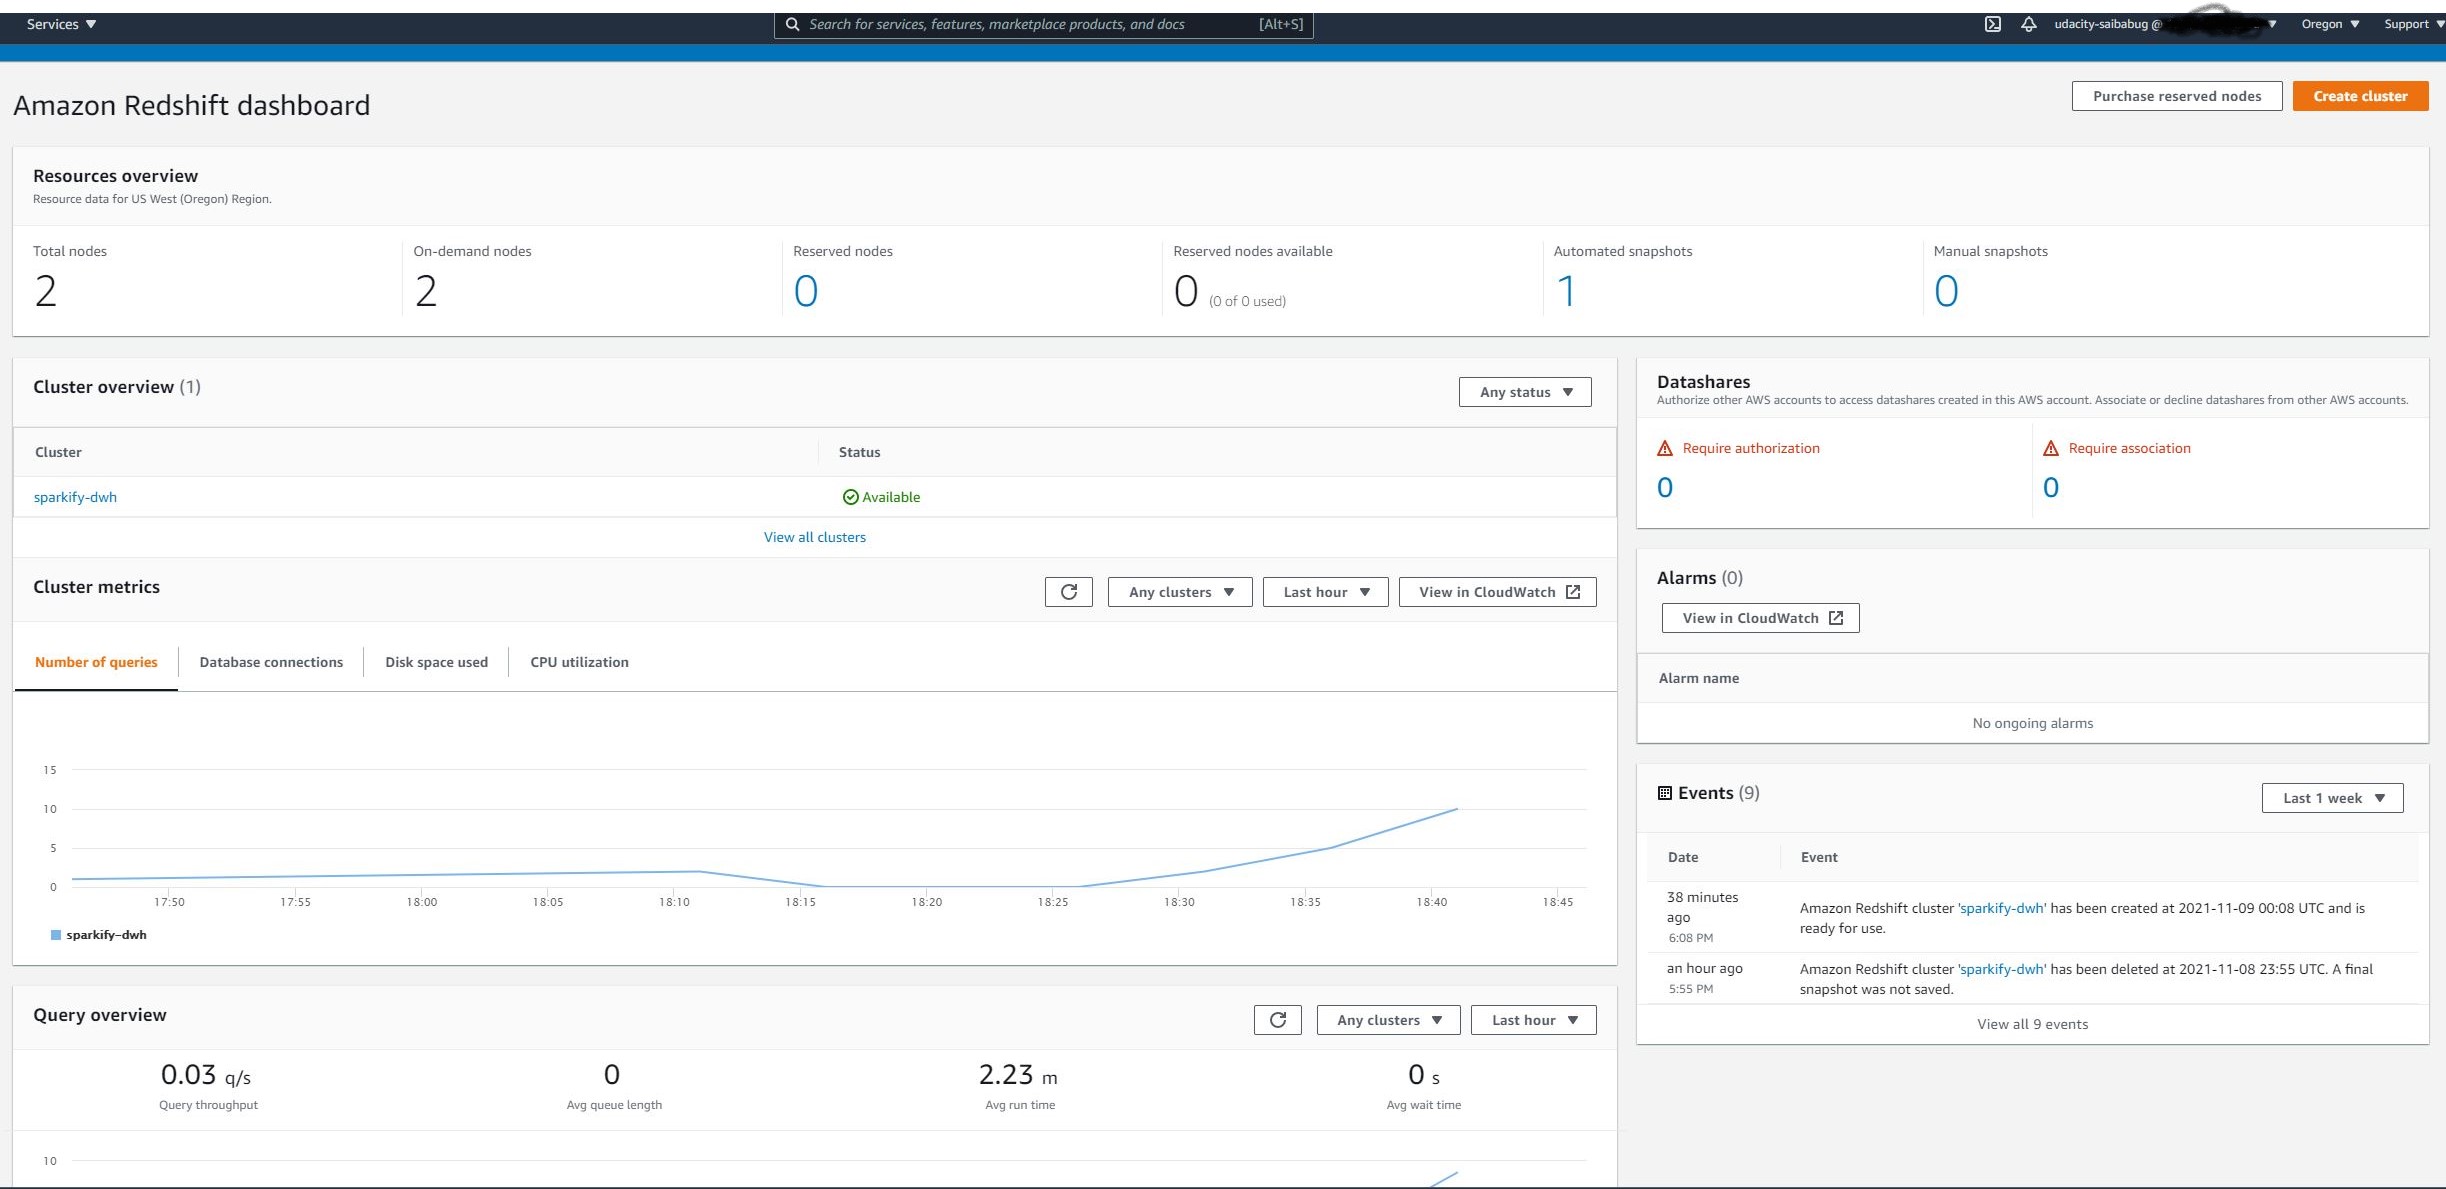 Services
Search for services, features, marketplace products, and docs [Alt+S]
udacity-saibabug @
Oregon
Support
Amazon Redshift dashboard
Purchase reserved nodes
Create cluster
Resources overview
Resource data for US West (Oregon) Region.
Total nodes
2
On-demand nodes
2
Reserved nodes
0
Reserved nodes available
0 (0 of 0 used)
Automated snapshots
1
Manual snapshots
0
Cluster overview (1)
Any status
Cluster Status
sparkify-dwh Available
View all clusters
Cluster metrics
Any clusters
Last hour
View in CloudWatch
Number of queries
Database connections
Disk space used
CPU utilization
15
10
5
0
17:50 17:55 18:00 18:05 18:10 18:15 18:20 18:25 18:30 18:35 18:40 18:45
sparkify-dwh
Query overview
Any clusters
Last hour
0.03 q/s
Query throughput
0
Avg queue length
2.23 m
Avg run time
0 s
Avg wait time
10
Datashares
Authorize other AWS accounts to access datashares created in this AWS account. Associate or decline datashares from other AWS accounts.
Require authorization
0
Require association
0
Alarms (0)
View in CloudWatch
Alarm name
No ongoing alarms
Events (9)
Last 1 week
Date Event
38 minutes
ago
6:08 PM
Amazon Redshift cluster 'sparkify-dwh' has been created at 2021-11-09 00:08 UTC and is
ready for use.
an hour ago
5:55 PM
Amazon Redshift cluster 'sparkify-dwh' has been deleted at 2021-11-08 23:55 UTC. A final
snapshot was not saved.
View all 9 events